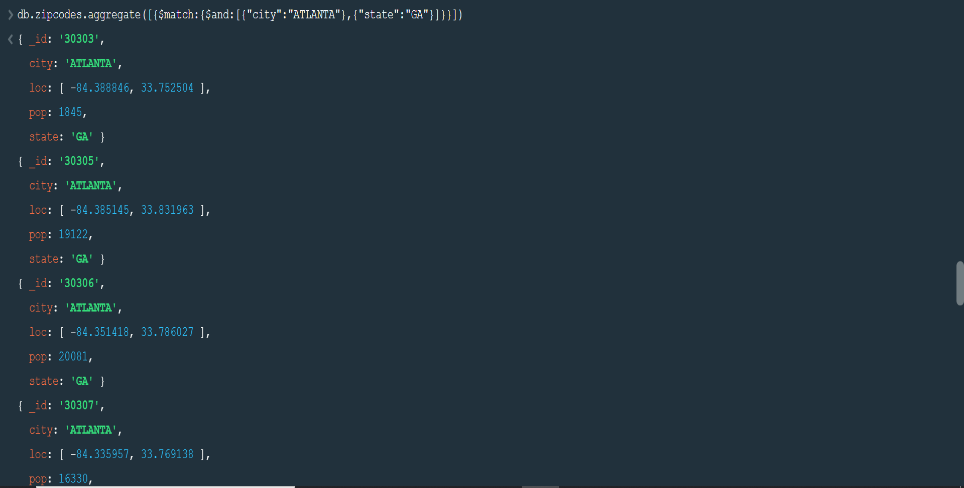 > db.zipcodes.aggregate([{$match:{$and:[{"city":"ATLANTA"},{"state":"GA"}]}}])
< { _id: '30303',
city: 'ATLANTA',
loc: [ -84.388846, 33.752504 ],
pop: 1845,
state: 'GA' }
{ _id: '30305',
city: 'ATLANTA',
loc: [ -84.385145, 33.831963 ],
pop: 19122,
state: 'GA' }
{ _id: '30306',
city: 'ATLANTA',
loc: [ -84.351418, 33.786027 ],
pop: 20081,
state: 'GA' }
{ _id: '30307',
city: 'ATLANTA',
loc: [ -84.335957, 33.769138 ],
pop: 16330,